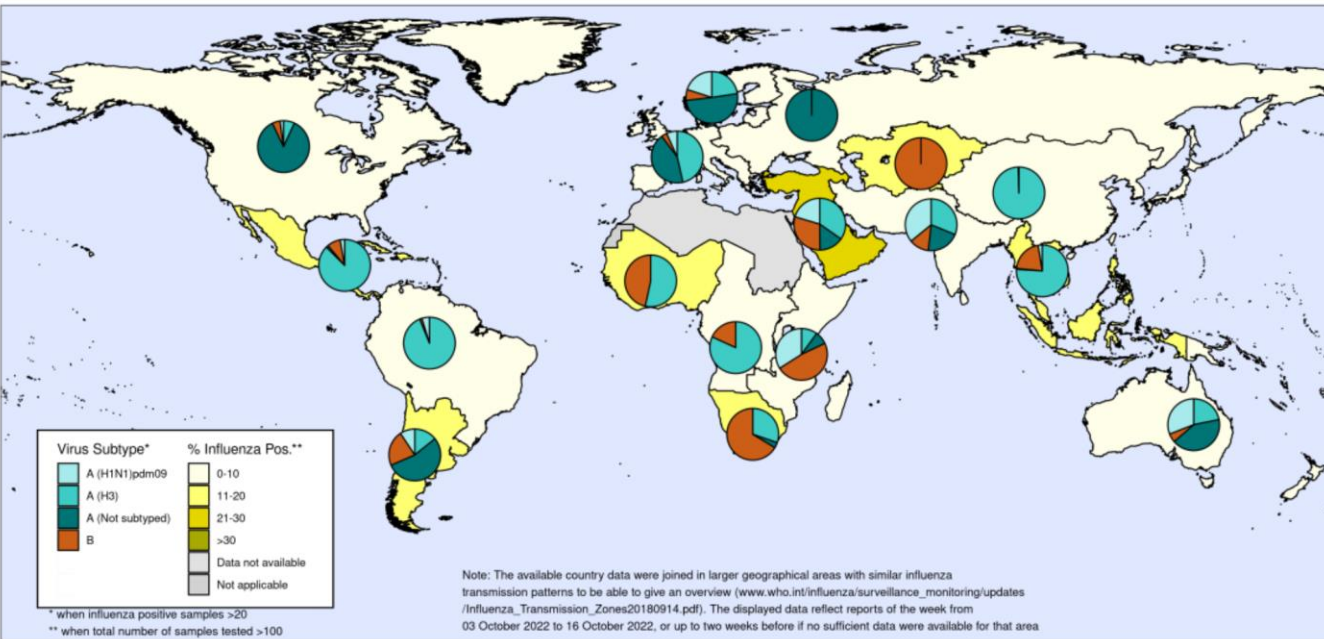 Virus Subtype*
A (H1N1)pdm09
A (H3)
A (Not subtyped)
B
% Influenza Pos.**
0-10
11-20
21-30
>30
Data not available
Not applicable
* when influenza positive samples >20
** when total number of samples tested >100
Note: The available country data were joined in larger geographical areas with similar influenza
transmission patterns to be able to give an overview (www.who.int/influenza/surveillance_monitoring/updates
/Influenza_Transmission_Zones20180914.pdf). The displayed data reflect reports of the week from
03 October 2022 to 16 October 2022, or up to two weeks before if no sufficient data were available for that area